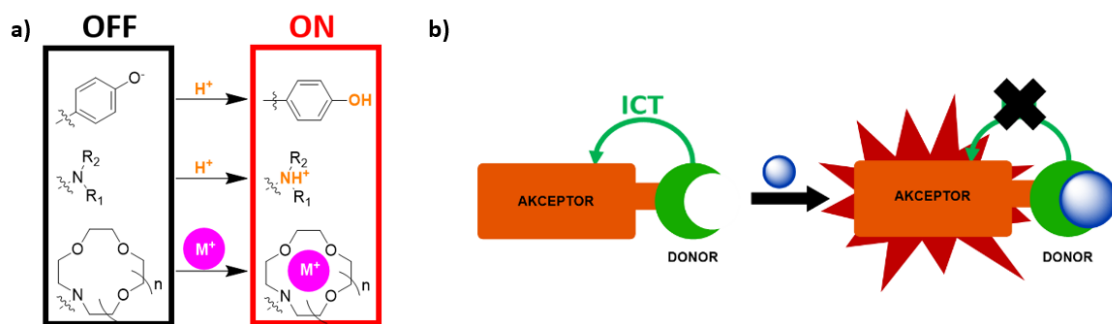 a)
OFF
ON
O-
H+
OH
R2
N
R1
H+
R2
NH+
R1
O
O
O
N
n
M+
O
O
O
N
M+
n
b)
ICT
AKCEPTOR
DONOR
AKCEPTOR
DONOR